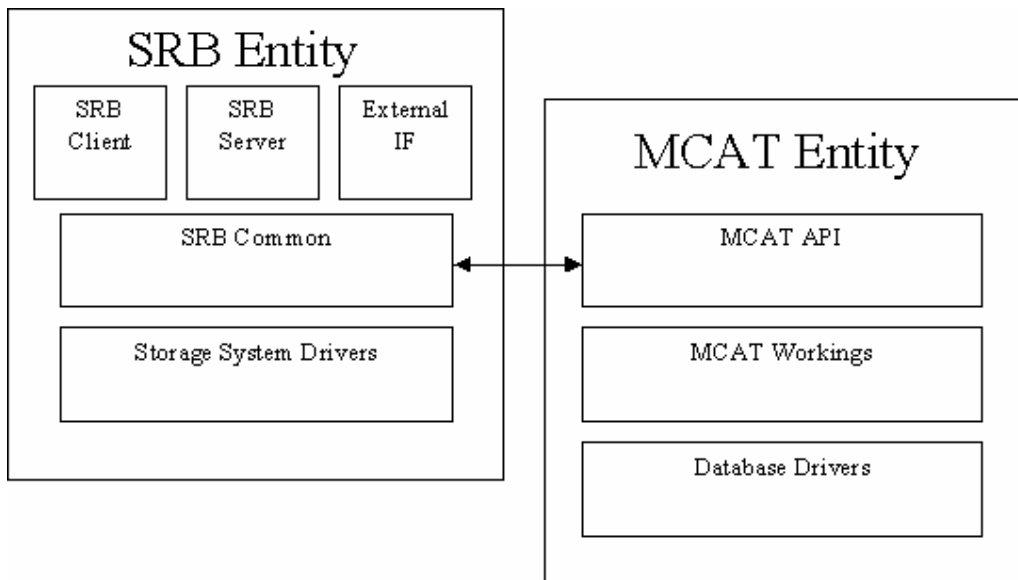 SRB Entity
SRB
Client
SRB
Server
External
IF
SRB Common
Storage System Drivers
MCAT Entity
MCAT API
MCAT Workings
Database Drivers